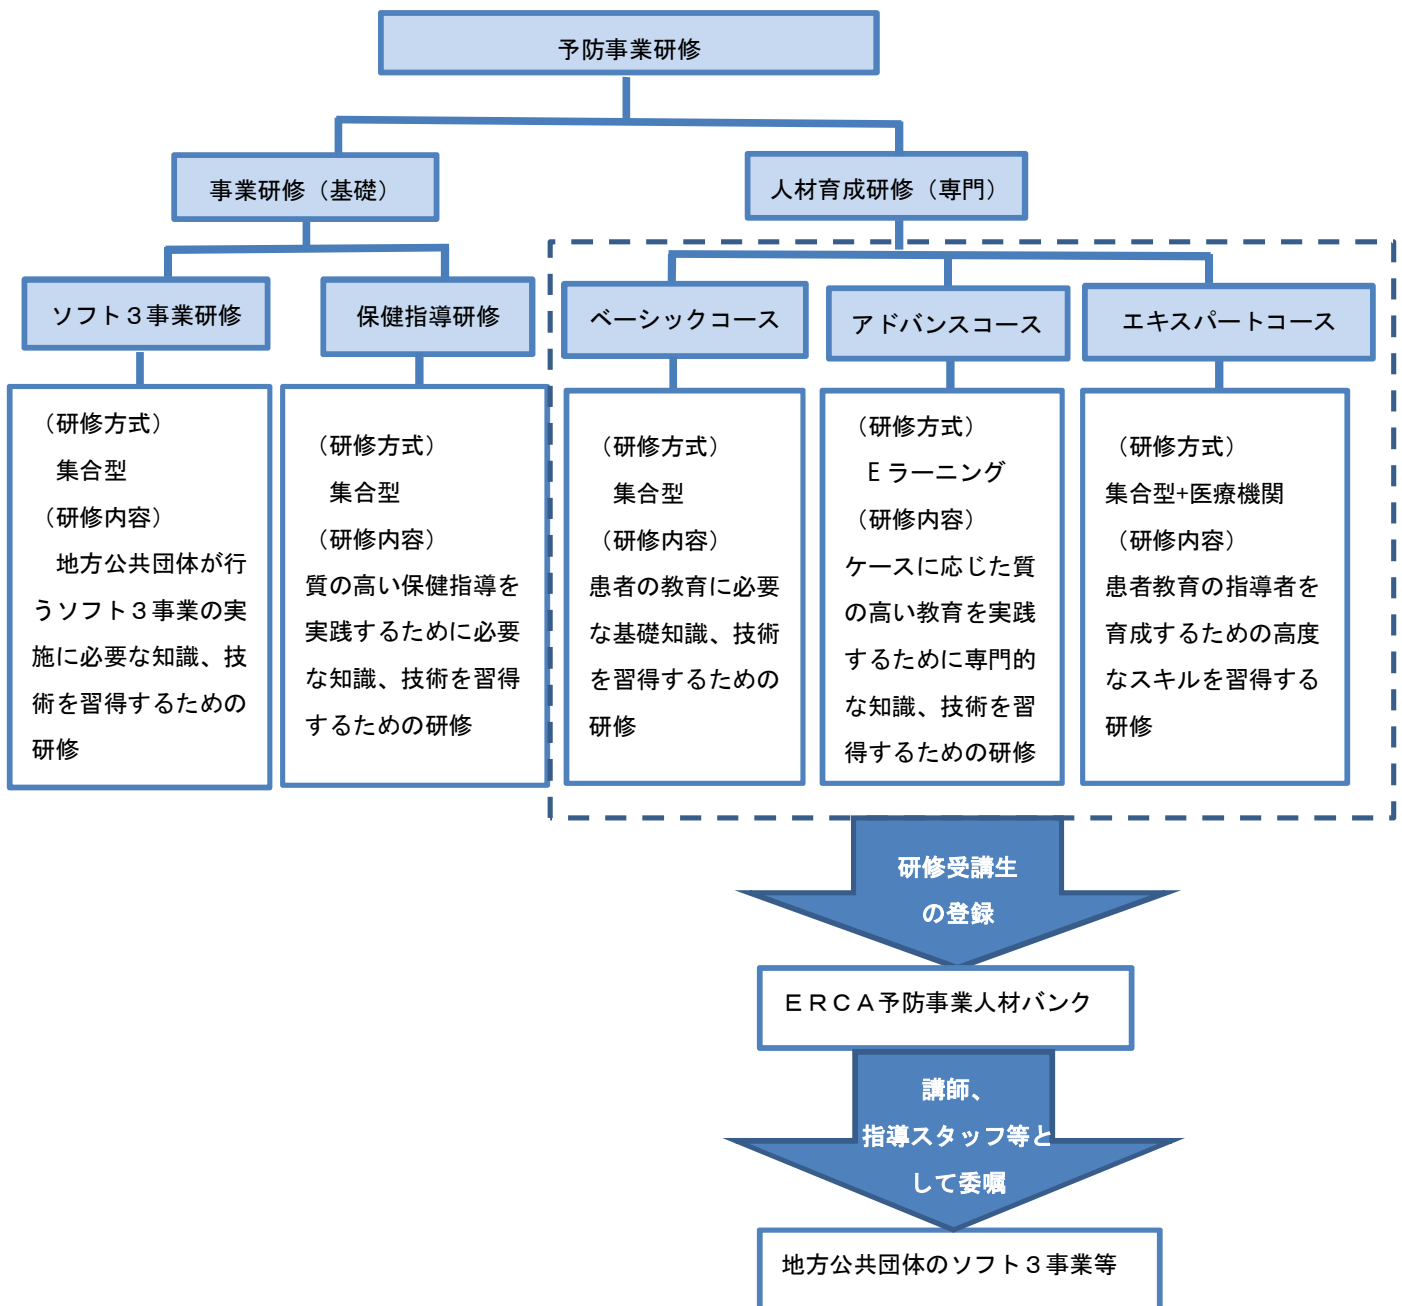 予防事業研修
事業研修（基礎）
人材育成研修（専門）
ソフト３事業研修
保健指導研修
ベーシックコース
アドバンスコース
エキスパートコース
（研修方式）
集合型
（研修内容）
地方公共団体が行
うソフト３事業の実
施に必要な知識、技
術を習得するための
研修
（研修方式）
集合型
（研修内容）
質の高い保健指導を
実践するために必要
な知識、技術を習得
するための研修
（研修方式）
集合型
（研修内容）
患者の教育に必要
な基礎知識、技術
を習得するための
研修
（研修方式）
Ｅラーニング
（研修内容）
ケースに応じた質
の高い教育を実践
するために専門的
な知識、技術を習
得するための研修
（研修方式）
集合型+医療機関
（研修内容）
患者教育の指導者を
育成するための高度
なスキルを習得する
研修
研修受講生
の登録
ＥＲＣＡ予防事業人材バンク
講師、
指導スタッフ等と
して委嘱
地方公共団体のソフト３事業等